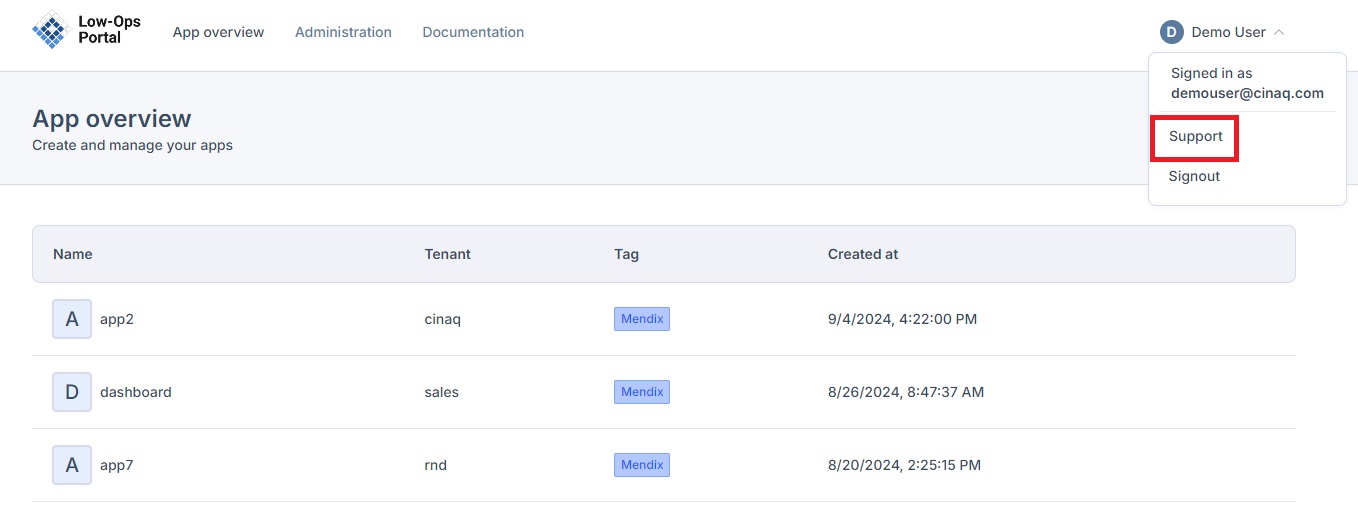 Low-Ops
Portal
App overview
Administration
Documentation
D
Demo User
Signed in as
demouser@cinaq.com
Support
Signout
App overview
Create and manage your apps
Name Tenant Tag Created at
A app2 cinaq Mendix 9/4/2024, 4:22:00 PM
D dashboard sales Mendix 8/26/2024, 8:47:37 AM
A app7 rnd Mendix 8/20/2024, 2:25:15 PM